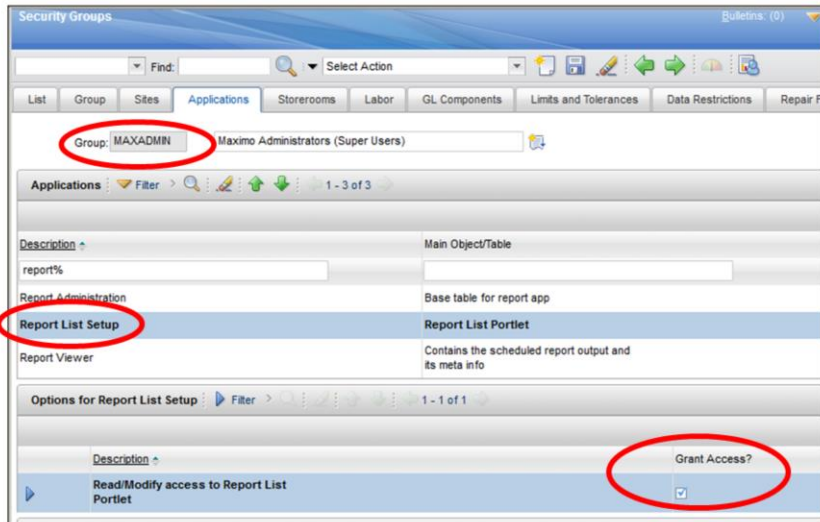 Security Groups
Bulletins: (0)
Find:
Select Action
List Group Sites Applications Storerooms Labor GL Components Limits and Tolerances Data Restrictions Repair F
Group: MAXADMIN Maximo Administrators (Super Users)
Applications Filter 1 - 3 of 3
Description Main Object/Table
report%
Report Administration Base table for report app
Report List Setup Report List Portlet
Report Viewer Contains the scheduled report output and
its meta info
Options for Report List Setup Filter 1 - 1 of 1
Description Grant Access?
Read/Modify access to Report List
Portlet